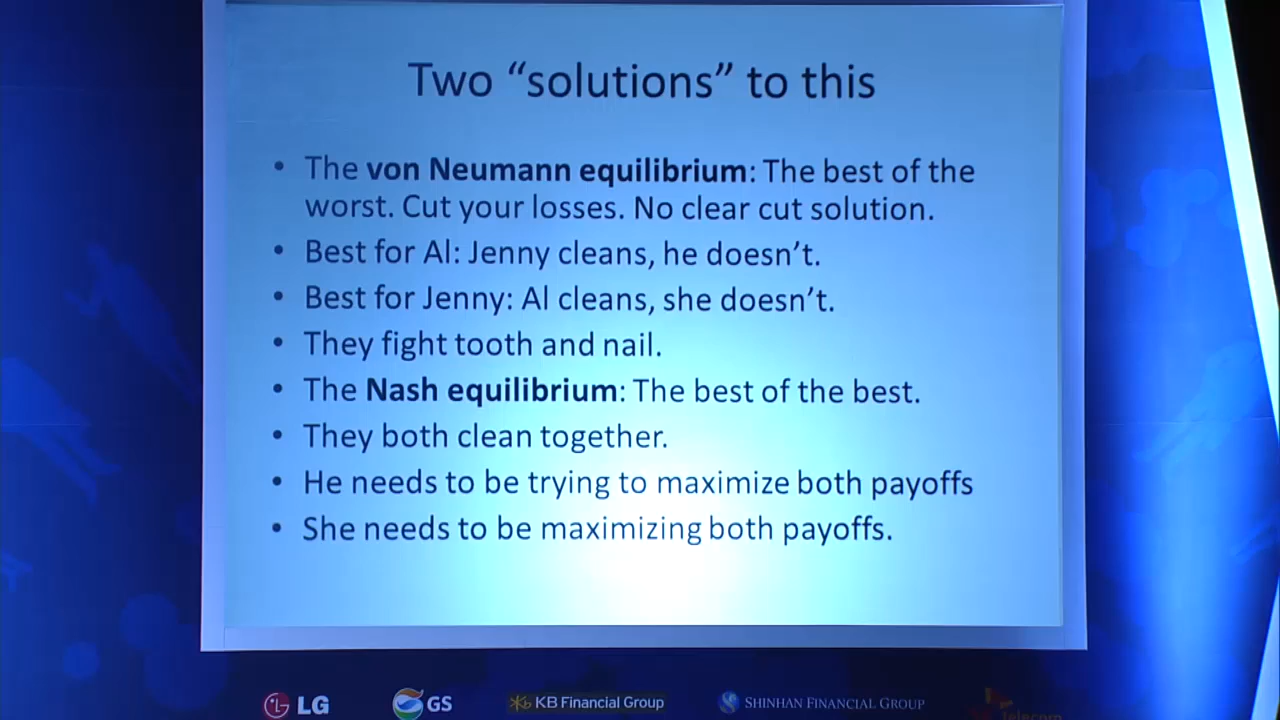 Two “solutions” to this
• The von Neumann equilibrium: The best of the
worst. Cut your losses. No clear cut solution.
• Best for Al: Jenny cleans, he doesn’t.
• Best for Jenny: Al cleans, she doesn’t.
• They fight tooth and nail.
• The Nash equilibrium: The best of the best.
• They both clean together.
• He needs to be trying to maximize both payoffs
• She needs to be maximizing both payoffs.
LG GS KB Financial Group SHINHAN FINANCIAL GROUP Telecom